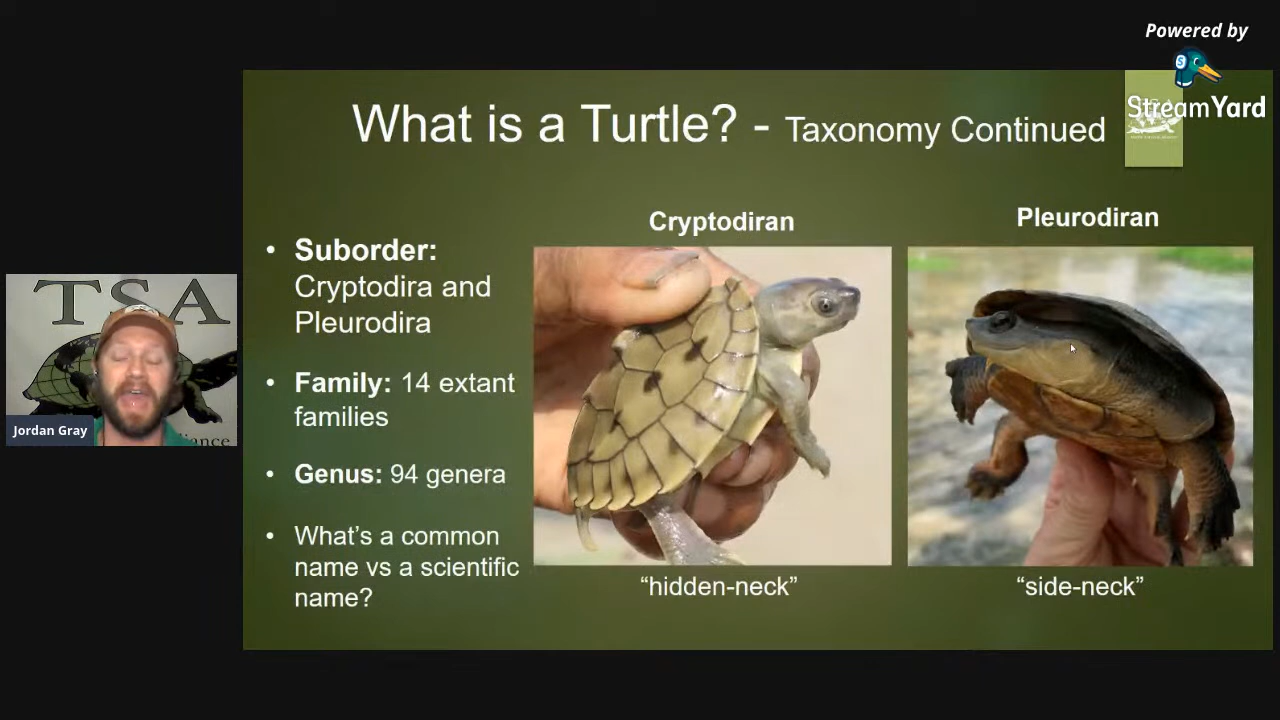 Powered by
StreamYard
What is a Turtle? - Taxonomy Continued
Cryptodiran
Pleurodiran
• Suborder:
Cryptodira and
Pleurodira
• Family: 14 extant
families
• Genus: 94 genera
• What's a common
name vs a scientific
name?
"hidden-neck"
"side-neck"
TSA
Jordan Gray
liance